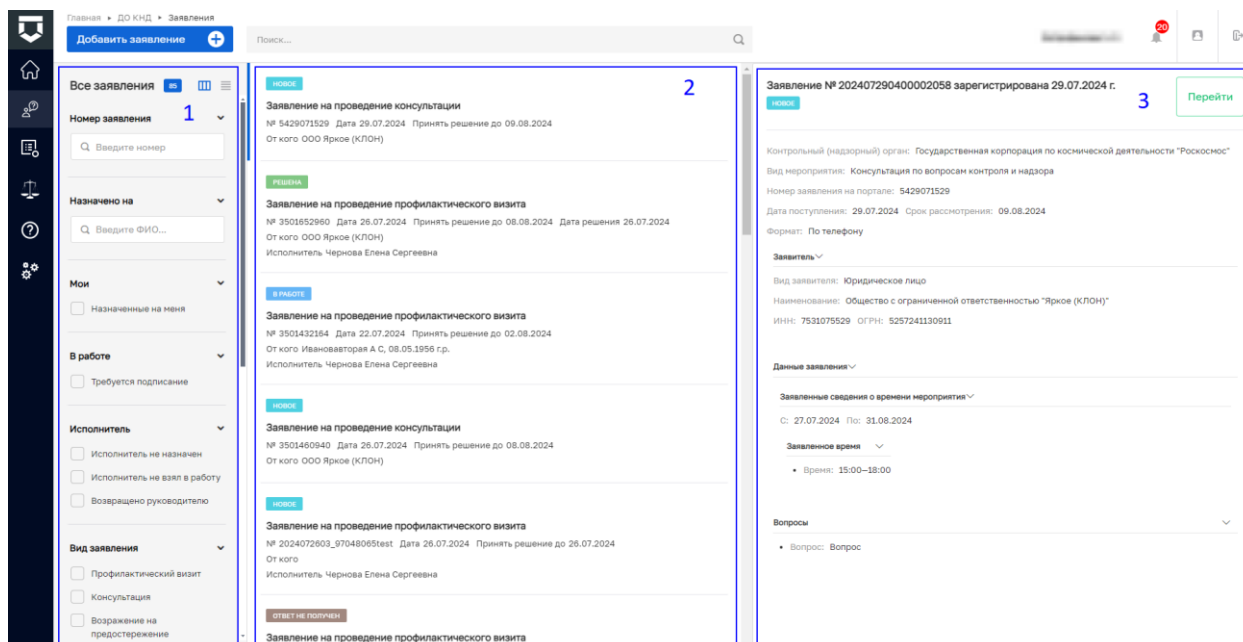 Главная ▸ ДО КНД ▸ Заявления
Добавить заявление
Поиск...
20
Все заявления 85
1
Номер заявления
Введите номер
Назначено на
Введите ФИО...
Мои
Назначенные на меня
В работе
Требуется подписание
Исполнитель
Исполнитель не назначен
Исполнитель не взял в работу
Возвращено руководителю
Вид заявления
Профилактический визит
Консультация
Возражение на
предостережение
2
НОВОЕ
Заявление на проведение консультации
№ 5429071529 Дата 29.07.2024 Принять решение до 09.08.2024
От кого ООО Яркое (КЛОН)
РЕШЕНА
Заявление на проведение профилактического визита
№ 3501652960 Дата 26.07.2024 Принять решение до 08.08.2024 Дата решения 26.07.2024
От кого ООО Яркое (КЛОН)
Исполнитель Чернова Елена Сергеевна
В РАБОТЕ
Заявление на проведение профилактического визита
№ 3501432164 Дата 22.07.2024 Принять решение до 02.08.2024
От кого Ивановавторая А С, 08.05.1956 г.р.
Исполнитель Чернова Елена Сергеевна
НОВОЕ
Заявление на проведение консультации
№ 3501460940 Дата 26.07.2024 Принять решение до 08.08.2024
От кого ООО Яркое (КЛОН)
НОВОЕ
Заявление на проведение профилактического визита
№ 2024072603_97048065test Дата 26.07.2024 Принять решение до 26.07.2024
От кого
Исполнитель Чернова Елена Сергеевна
ОТВЕТ НЕ ПОЛУЧЕН
Заявление на проведение профилактического визита
Заявление № 202407290400002058 зарегистрирована 29.07.2024 г.
НОВОЕ
3
Перейти
Контрольный (надзорный) орган: Государственная корпорация по космической деятельности "Роскосмос"
Вид мероприятия: Консультация по вопросам контроля и надзора
Номер заявления на портале: 5429071529
Дата поступления: 29.07.2024 Срок рассмотрения: 09.08.2024
Формат: По телефону
Заявитель
Вид заявителя: Юридическое лицо
Наименование: Общество с ограниченной ответственностью "Яркое (КЛОН)"
ИНН: 7531075529 ОГРН: 5257241130911
Данные заявления
Заявленные сведения о времени мероприятия
С: 27.07.2024 По: 31.08.2024
Заявленное время
• Время: 15:00—18:00
Вопросы
• Вопрос: Вопрос